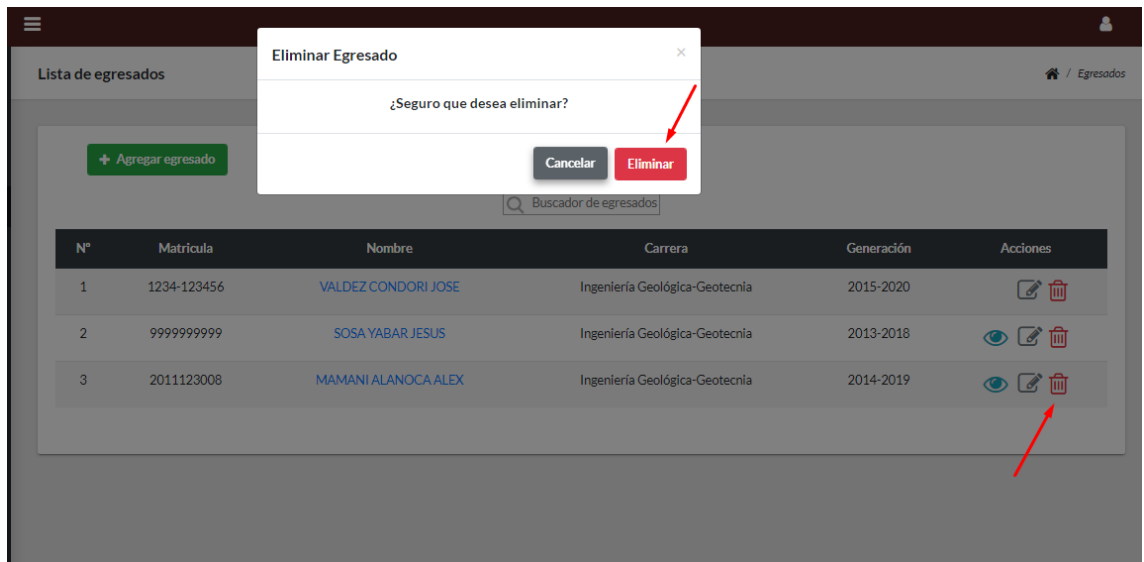 Eliminar Egresado ×
Lista de egresados / Egresados
¿Seguro que desea eliminar?
+ Agregar egresado Cancelar Eliminar
Buscador de egresados
N° Matricula Nombre Carrera Generación Acciones
1 1234-123456 VALDEZ CONDORI JOSE Ingeniería Geológica-Geotecnia 2015-2020
2 9999999999 SOSA YABAR JESUS Ingeniería Geológica-Geotecnia 2013-2018
3 2011123008 MAMANI ALANOCA ALEX Ingeniería Geológica-Geotecnia 2014-2019